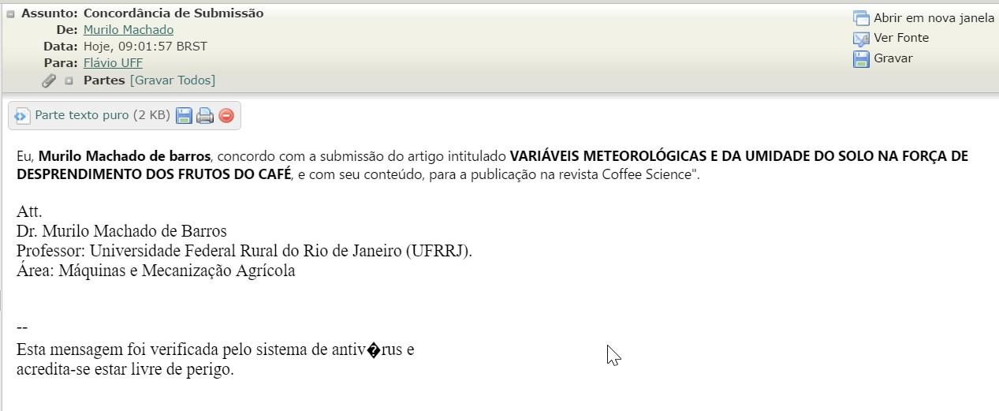 Assunto: Concordância de Submissão
De: Murilo Machado
Data: Hoje, 09:01:57 BRST
Para: Flávio UFF
Partes [Gravar Todos]
Abrir em nova janela
Ver Fonte
Gravar
Parte texto puro (2 KB)
Eu, Murilo Machado de barros, concordo com a submissão do artigo intitulado VARIÁVEIS METEOROLÓGICAS E DA UMIDADE DO SOLO NA FORÇA DE
DESPRENDIMENTO DOS FRUTOS DO CAFÉ, e com seu conteúdo, para a publicação na revista Coffee Science".
Att.
Dr. Murilo Machado de Barros
Professor: Universidade Federal Rural do Rio de Janeiro (UFRRJ).
Área: Máquinas e Mecanização Agrícola
--
Esta mensagem foi verificada pelo sistema de antiv�rus e
acredita-se estar livre de perigo.